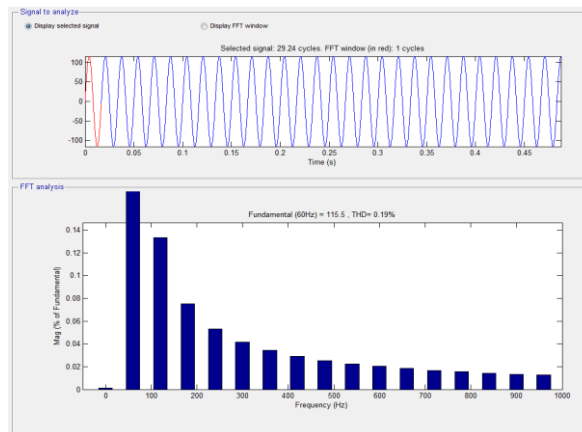 Signal to analyze
Display selected signal
Display FFT window
Selected signal: 29.24 cycles. FFT window (in red): 1 cycles
100
50
0
-50
-100
0 0.05 0.1 0.15 0.2 0.25 0.3 0.35 0.4 0.45
Time (s)
FFT analysis
Fundamental (60Hz) = 115.5 , THD= 0.19%
0.14
0.12
0.1
0.08
0.06
0.04
0.02
0
Mag (% of Fundamental)
0 100 200 300 400 500 600 700 800 900 1000
Frequency (Hz)